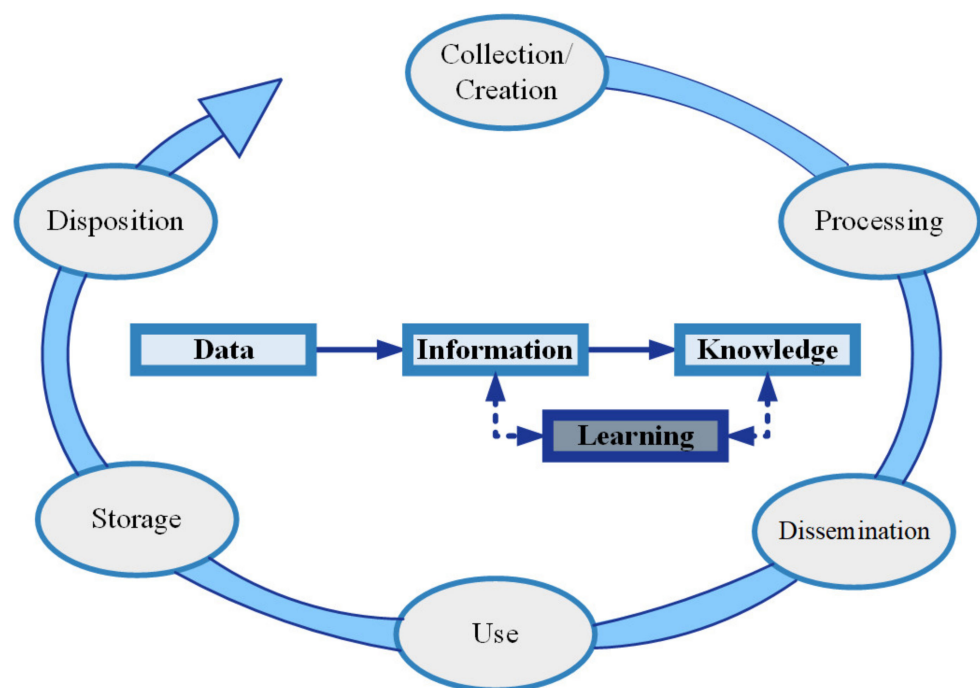 Collection/
Creation
Processing
Disposition
Data
Information
Knowledge
Learning
Storage
Dissemination
Use